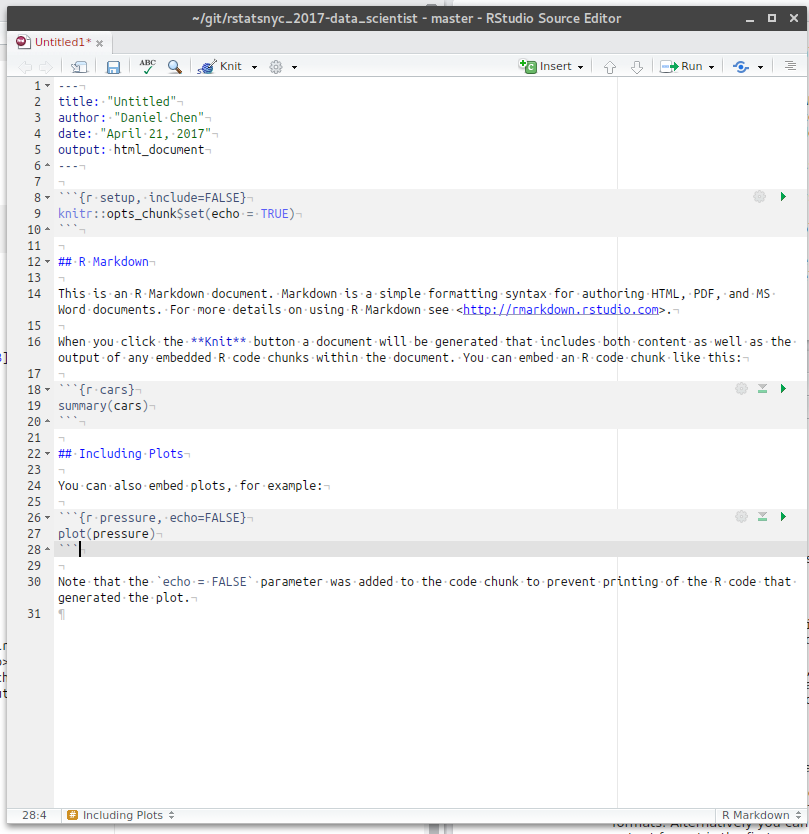 ~/git/rstatsnyc_2017-data_scientist - master - RStudio Source Editor
Untitled1*
ABC Knit Insert Run
1 ---
2 title: "Untitled"
3 author: "Daniel Chen"
4 date: "April 21, 2017"
5 output: html_document
6 ---
7
8 ```{r setup, include=FALSE}
9 knitr::opts_chunk$set(echo = TRUE)
10 ```
11
12 ## R Markdown
13
14 This is an R Markdown document. Markdown is a simple formatting syntax for authoring HTML, PDF, and MS
Word documents. For more details on using R Markdown see <http://rmarkdown.rstudio.com>.
15
16 When you click the **Knit** button a document will be generated that includes both content as well as the
output of any embedded R code chunks within the document. You can embed an R code chunk like this:
17
18 ```{r cars}
19 summary(cars)
20 ```
21
22 ## Including Plots
23
24 You can also embed plots, for example:
25
26 ```{r pressure, echo=FALSE}
27 plot(pressure)
28 ```
29
30 Note that the `echo = FALSE` parameter was added to the code chunk to prevent printing of the R code that
generated the plot.
31
28:4 # Including Plots R Markdown